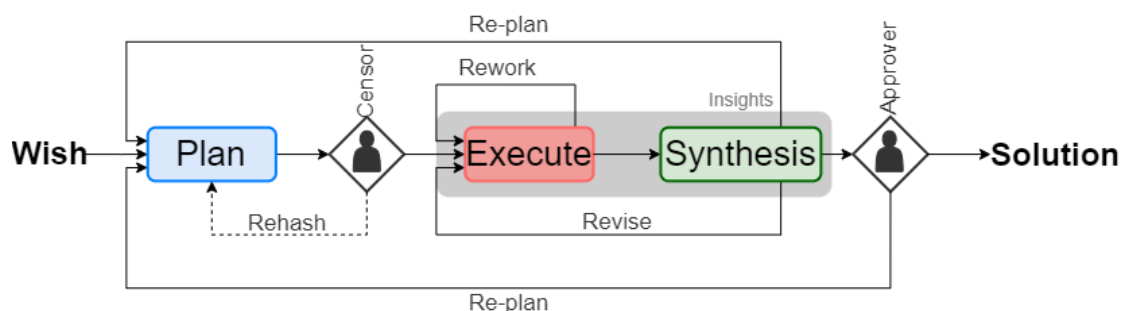 Re-plan
Censor
Rework
Insights
Approver
Wish
Plan
Execute
Synthesis
Solution
Rehash
Revise
Re-plan